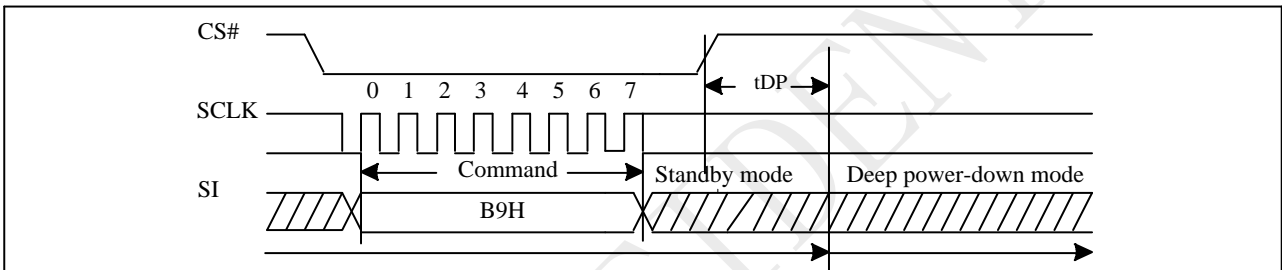 CS#
tDP
0 1 2 3 4 5 6 7
SCLK
Command
Standby mode
Deep power-down mode
SI
B9H